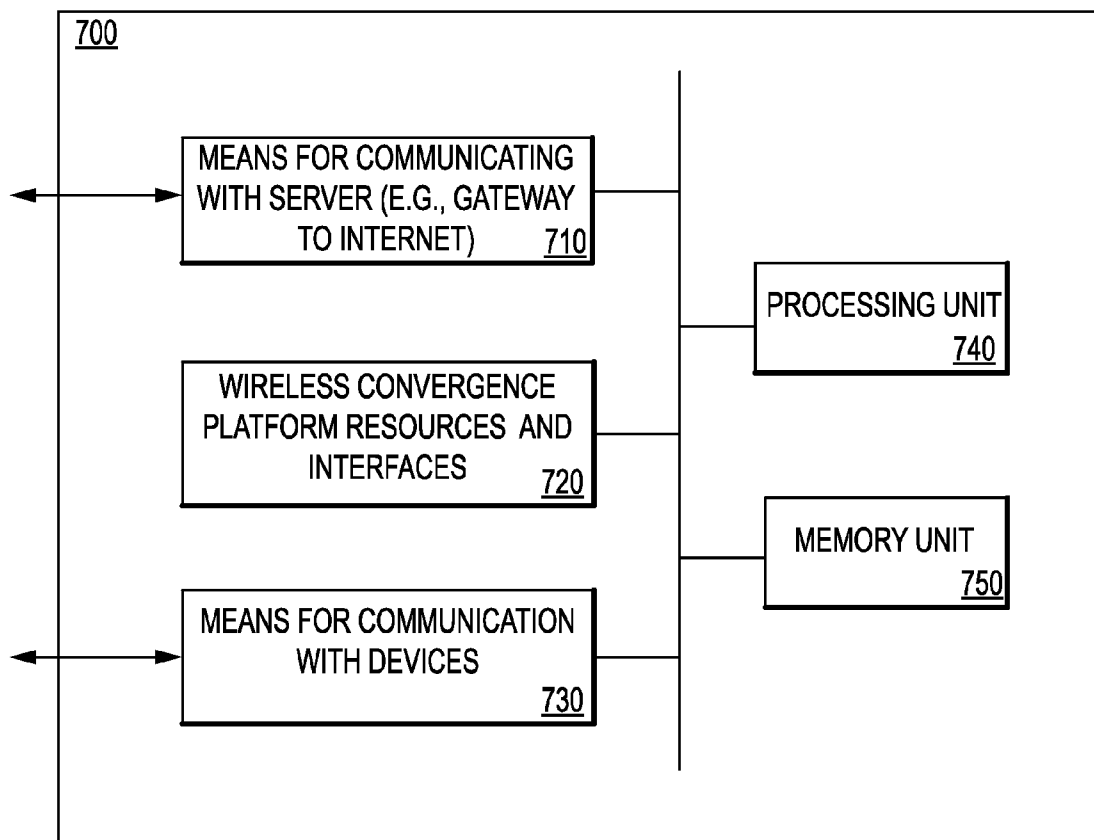 700
MEANS FOR COMMUNICATING
WITH SERVER (E.G., GATEWAY
TO INTERNET)
710
WIRELESS CONVERGENCE
PLATFORM RESOURCES AND
INTERFACES
720
MEANS FOR COMMUNICATION
WITH DEVICES
730
PROCESSING UNIT
740
MEMORY UNIT
750